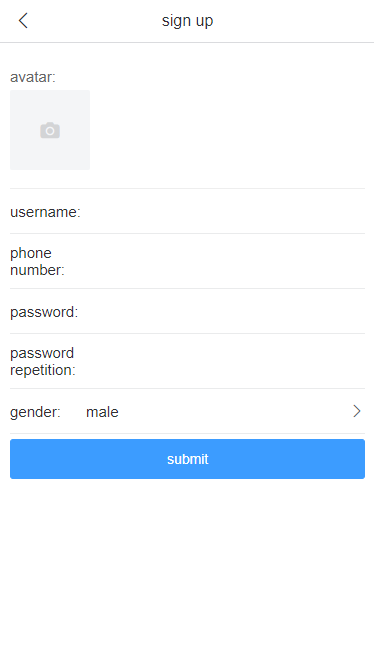 sign up
avatar:
username:
phone
number:
password:
password
repetition:
gender: male
submit